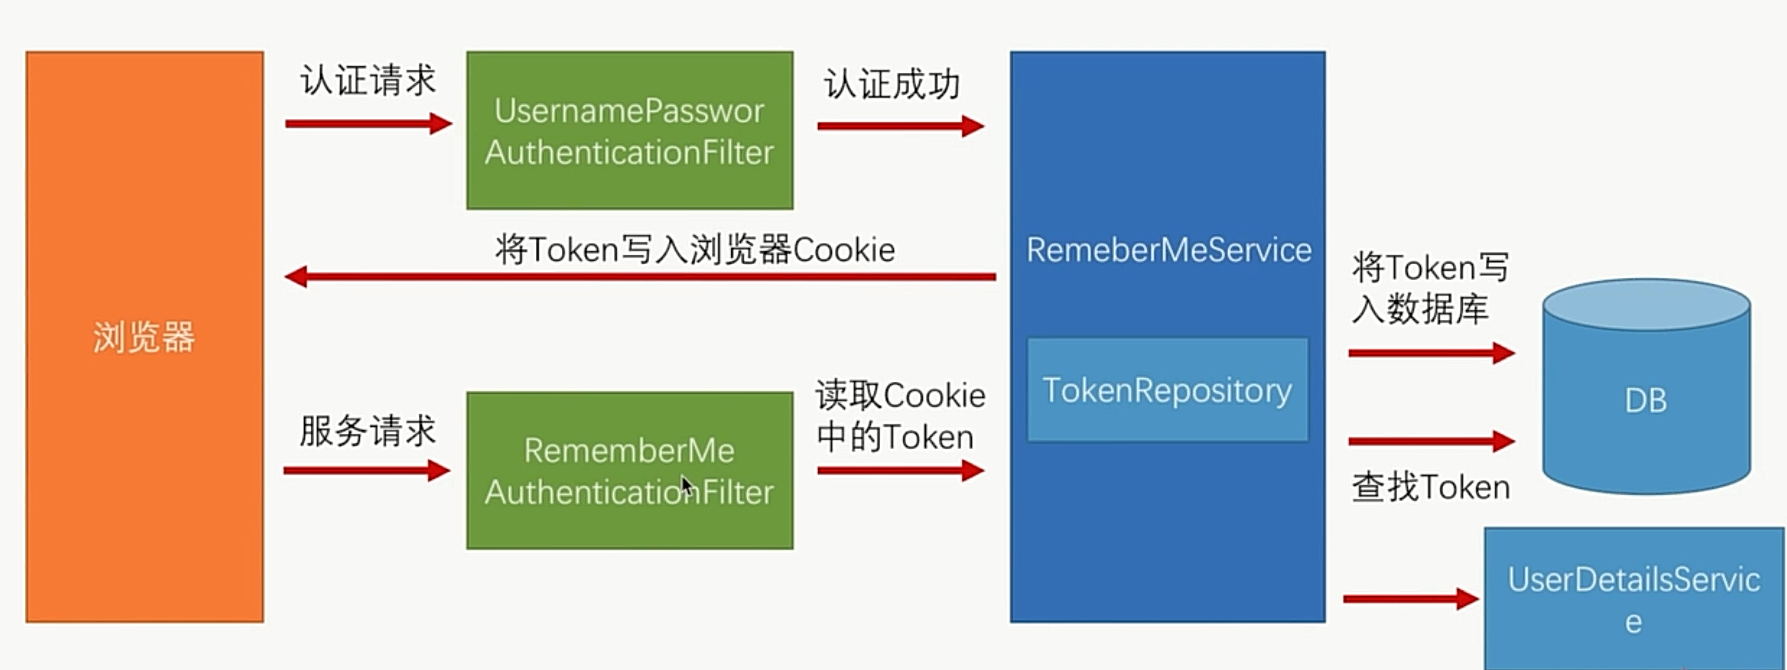 认证请求
UsernamePasswor
AuthenticationFilter
认证成功
将Token写入浏览器Cookie
浏览器
RemeberMeService
TokenRepository
将Token写
入数据库
DB
服务请求
RememberMe
AuthenticationFilter
读取Cookie
中的Token
查找Token
UserDetailsServic
e